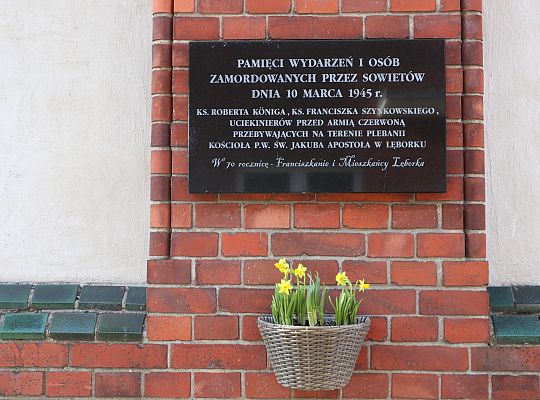 PAMIĘCI WYDARZEŃ I OSÓB
ZAMORDOWANYCH PRZEZ SOWIETÓW
DNIA 10 MARCA 1945 r.
KS. ROBERTA KÖNIGA, KS. FRANCISZKA SZYNKOWSKIEGO,
UCIEKINIERÓW PRZED ARMIĄ CZERWONĄ
PRZEBYWAJĄCYCH NA TERENIE PLEBANII
KOŚCIOŁA P.W. ŚW. JAKUBA APOSTOŁA W LĘBORKU
W 70 rocznicę - Franciszkanie i Mieszkańcy Lęborka